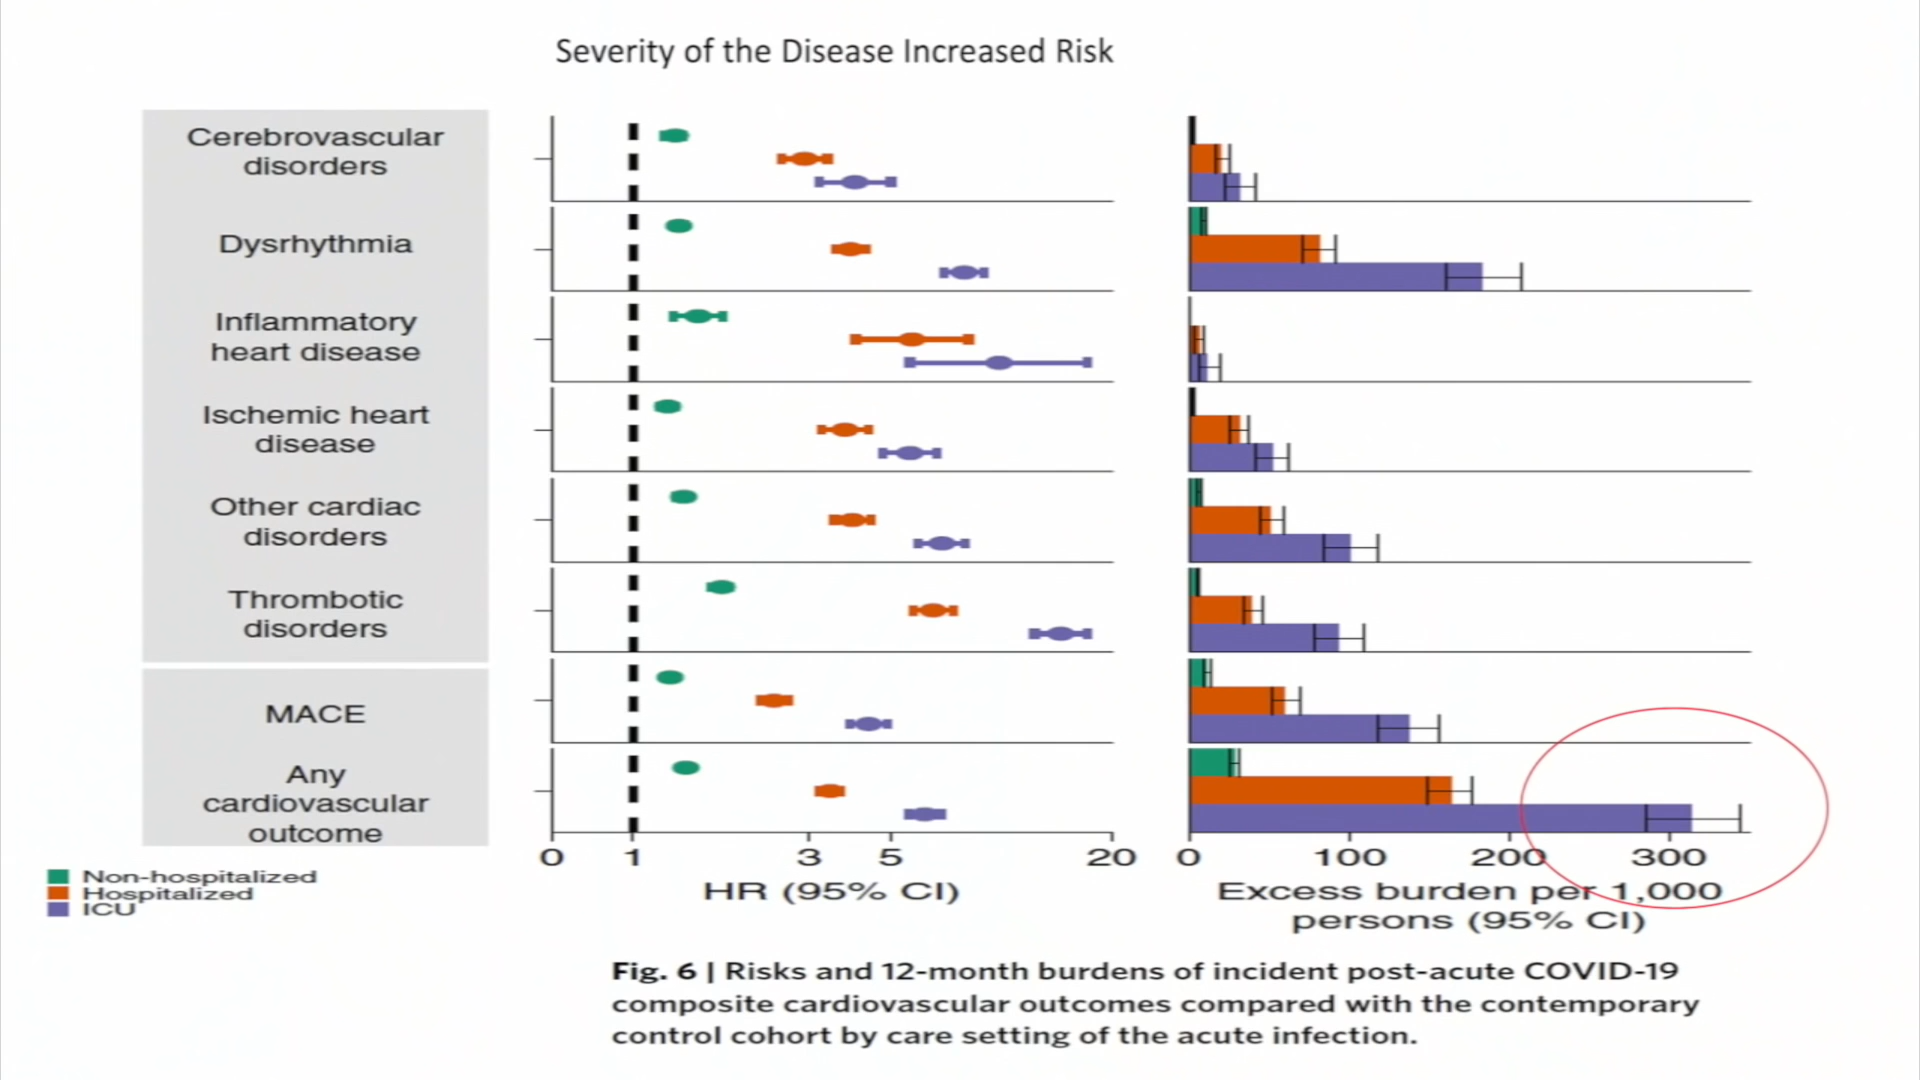 Severity of the Disease Increased Risk
Cerebrovascular
disorders
Dysrhythmia
Inflammatory
heart disease
Ischemic heart
disease
Other cardiac
disorders
Thrombotic
disorders
MACE
Any
cardiovascular
outcome
0 1 3 5 20
HR (95% CI)
0 100 200 300
Excess burden per 1,000
persons (95% CI)
Non-hospitalized
Hospitalized
ICU
Fig. 6 | Risks and 12-month burdens of incident post-acute COVID-19
composite cardiovascular outcomes compared with the contemporary
control cohort by care setting of the acute infection.